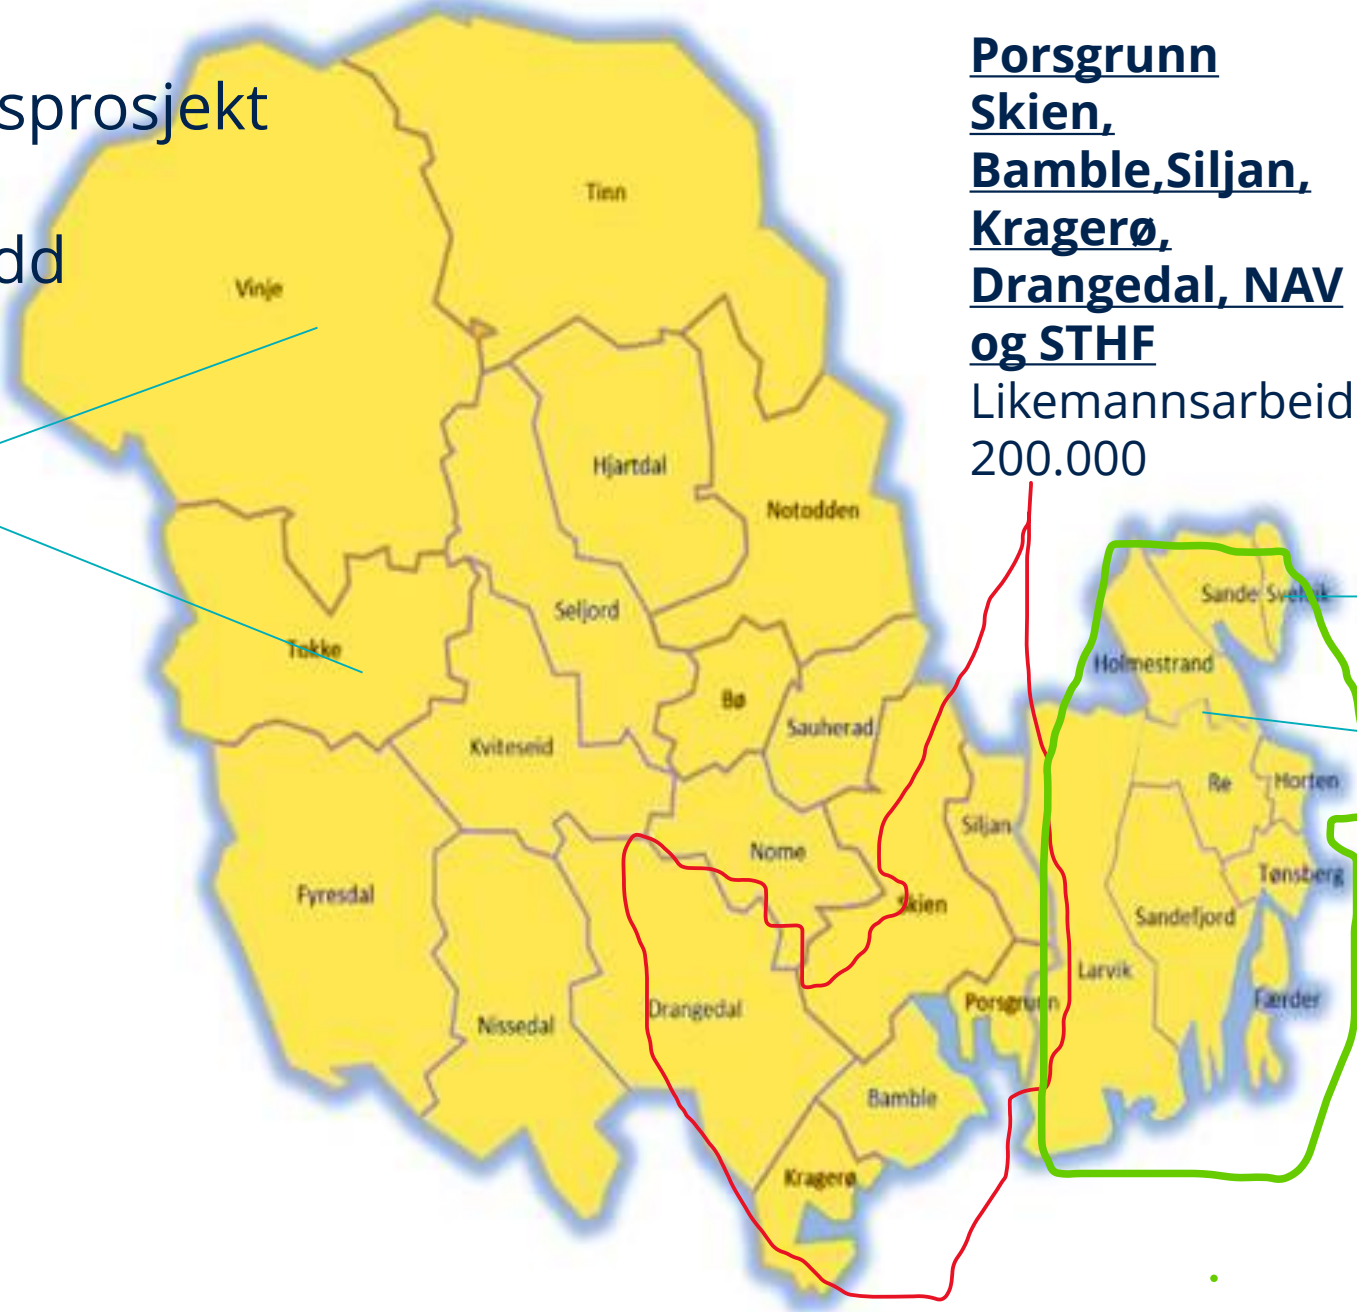 sprosjekt
dd
Porsgrunn
Skien,
Bamble,Siljan,
Kragerø,
Drangedal, NAV
og STHF
Likemannsarbeid
200.000
Tinn
Vinje
Hjartdal
Notodden
Sande Svelvik
Seljord
Tokke
Holmestrand
Bø
Sauherad
Kviteseid
Re
Horten
Siljan
Nome
Tønsberg
Fyresdal
Skien
Sandefjord
Larvik
Drangedal
Porsgrunn
Færder
Nissedal
Bamble
Kragerø